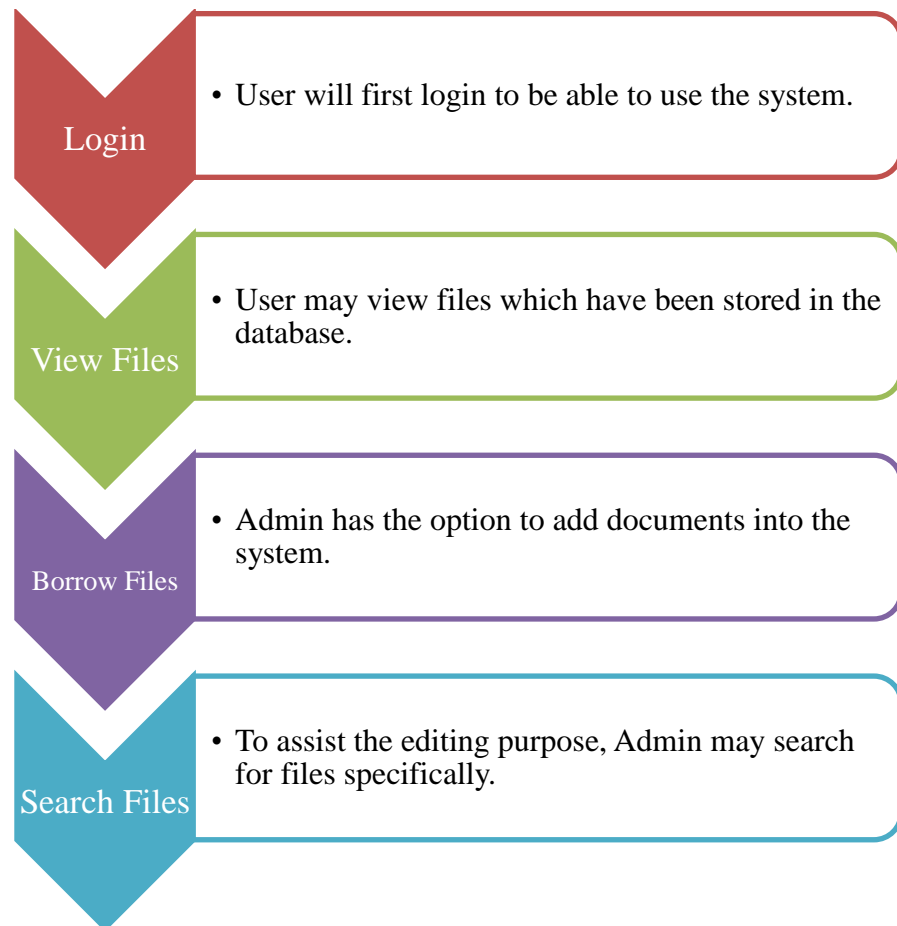 Login
• User will first login to be able to use the system.
View Files
• User may view files which have been stored in the
database.
Borrow Files
• Admin has the option to add documents into the
system.
Search Files
• To assist the editing purpose, Admin may search
for files specifically.